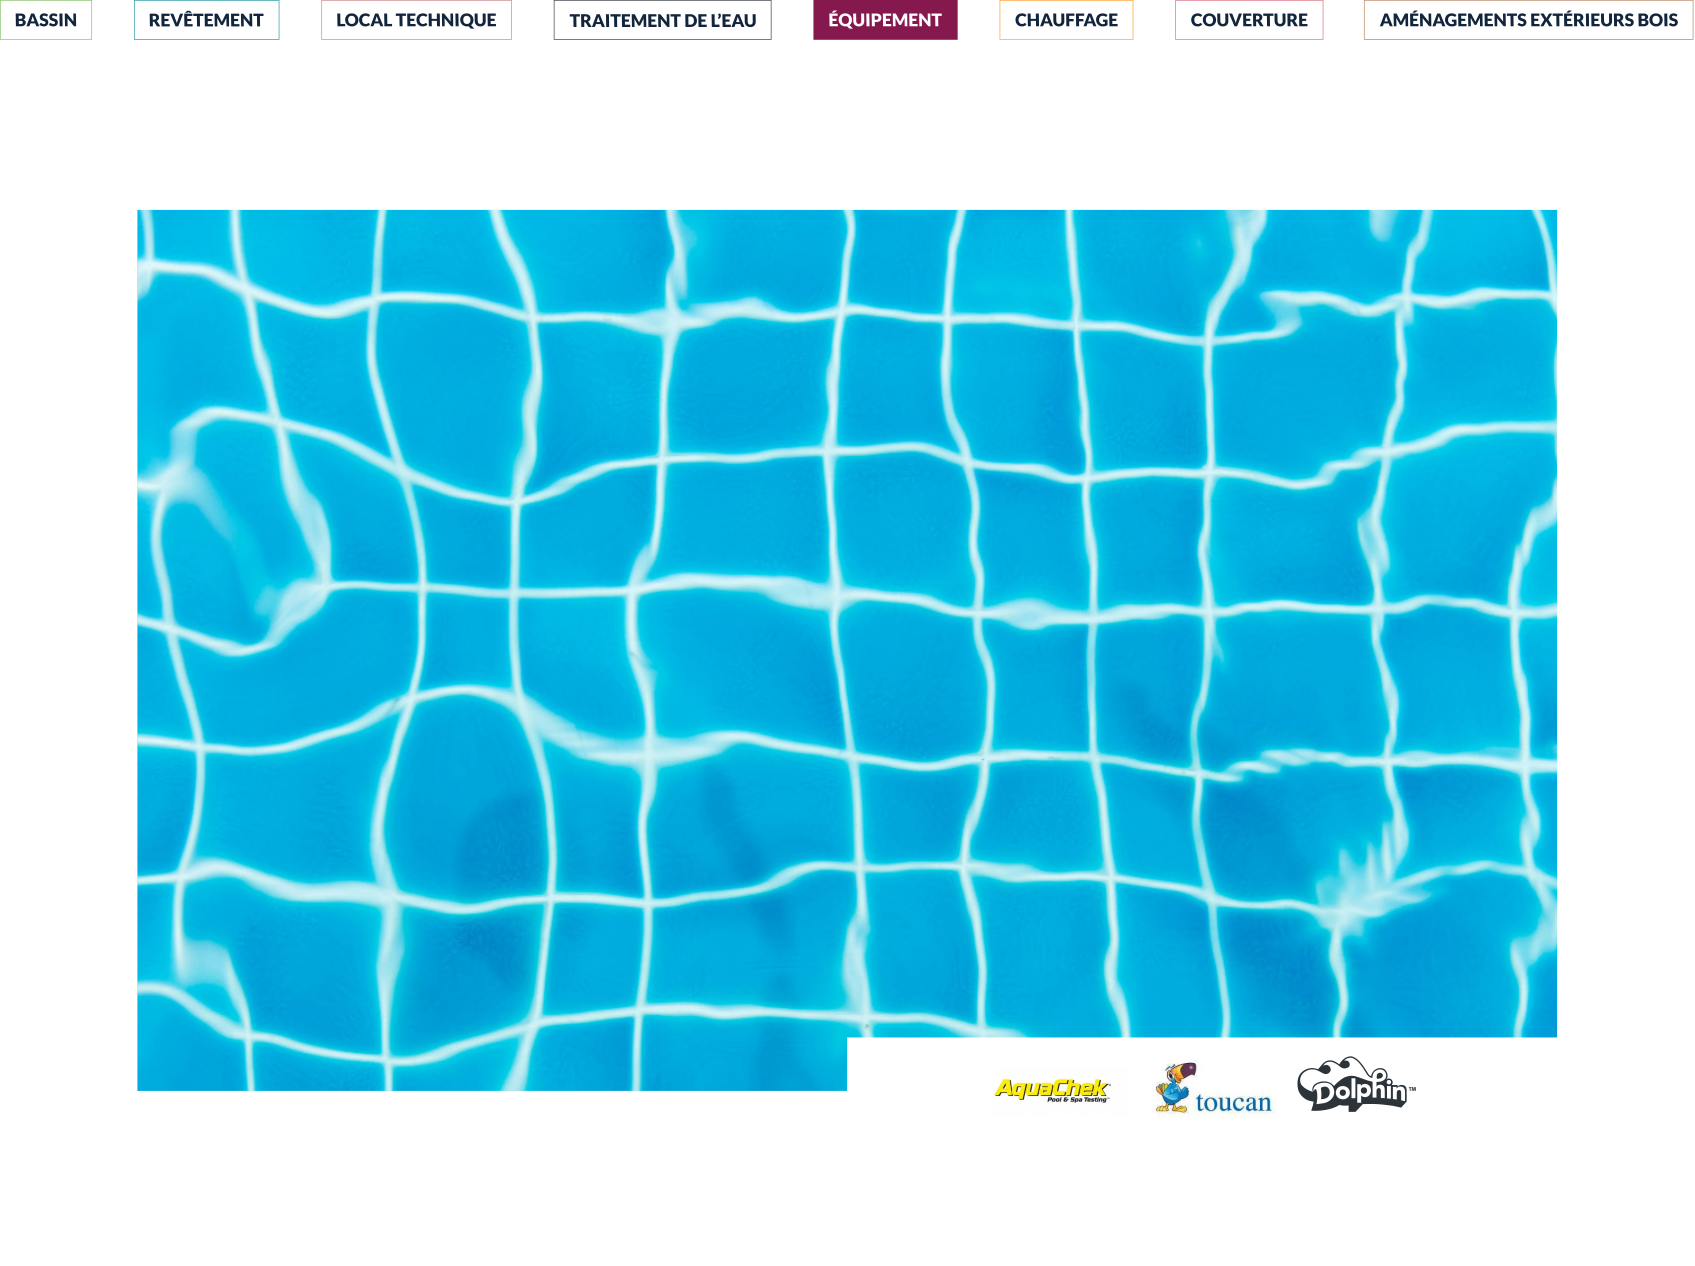 BASSIN
REVÊTEMENT
LOCAL TECHNIQUE
TRAITEMENT DE L'EAU
ÉQUIPEMENT
CHAUFFAGE
COUVERTURE
AMÉNAGEMENTS EXTÉRIEURS BOIS
AquaChek
Pool & Spa Testing
toucan
Dolphin™